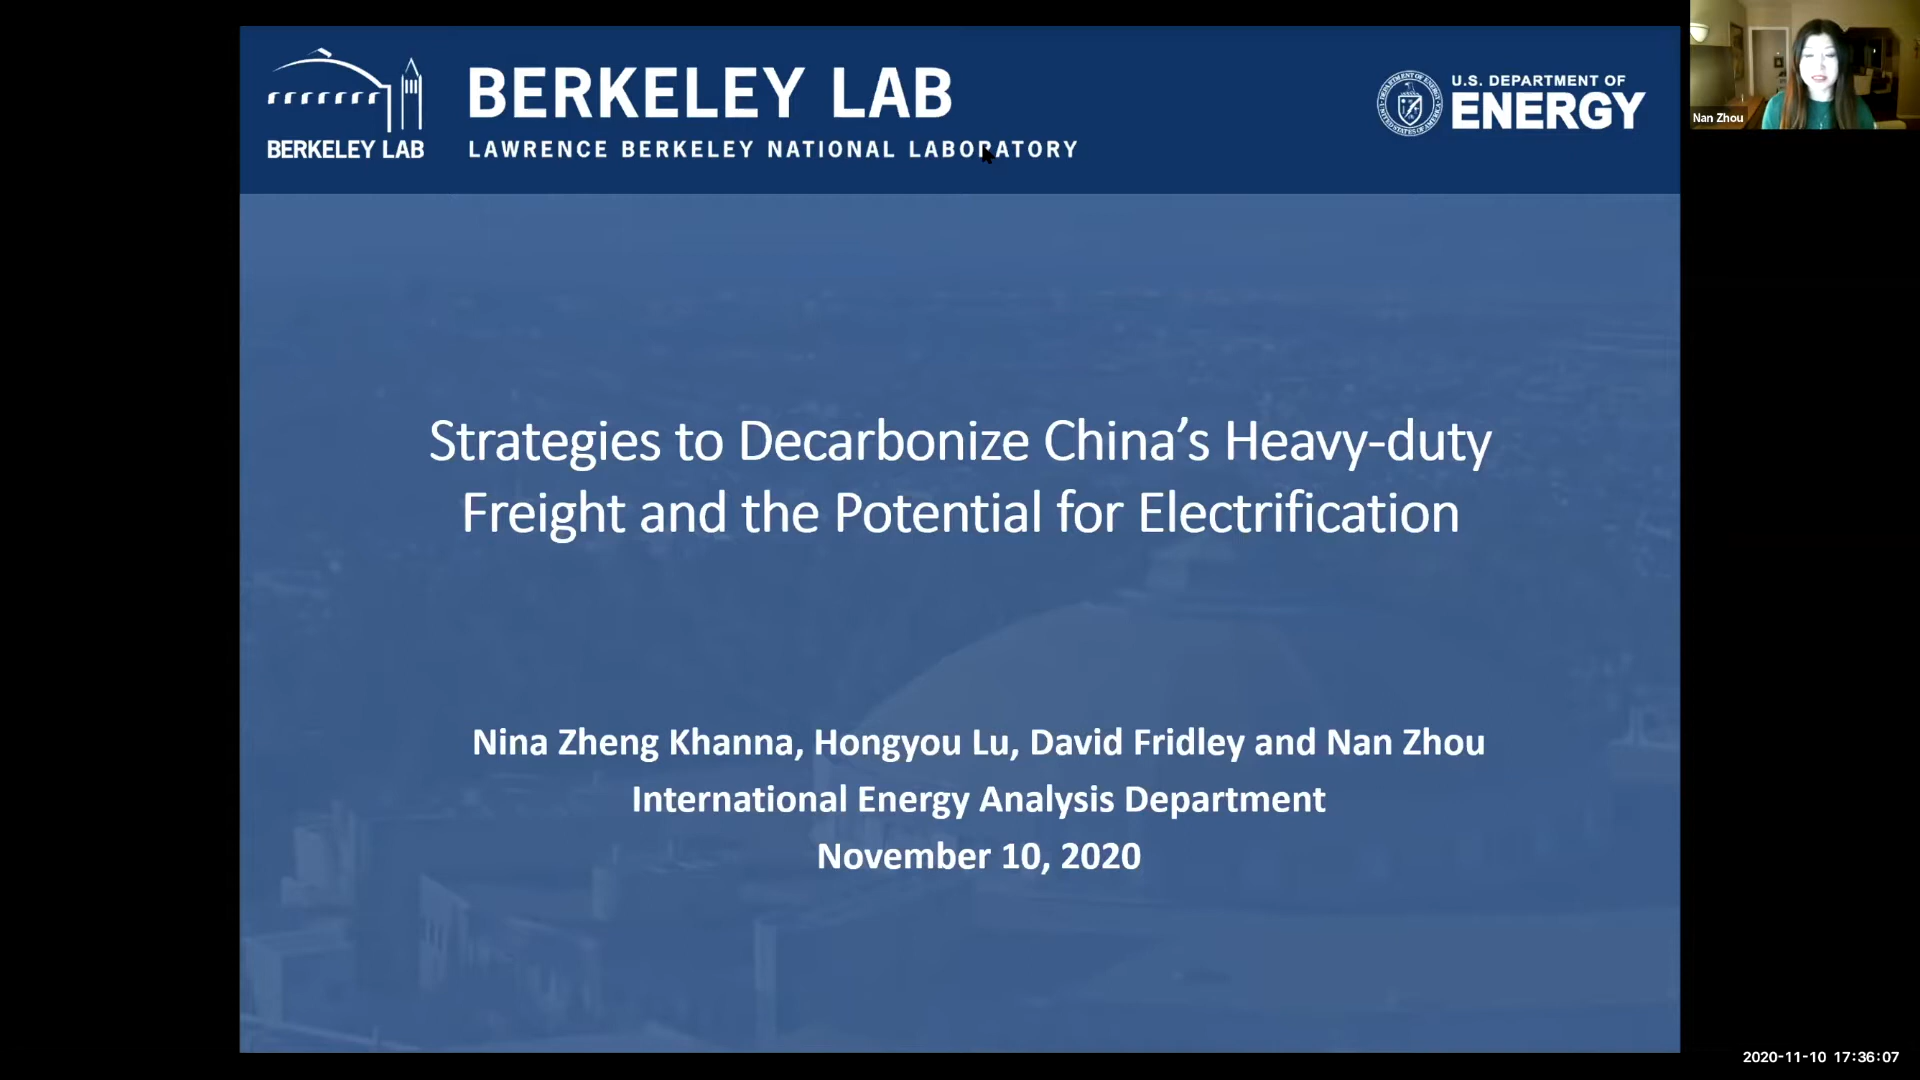 BERKELEY LAB
BERKELEY LAB
LAWRENCE BERKELEY NATIONAL LABORATORY
U.S. DEPARTMENT OF
ENERGY
Nan Zhou
Strategies to Decarbonize China's Heavy-duty
Freight and the Potential for Electrification
Nina Zheng Khanna, Hongyou Lu, David Fridley and Nan Zhou
International Energy Analysis Department
November 10, 2020
2020-11-10 17:36:07